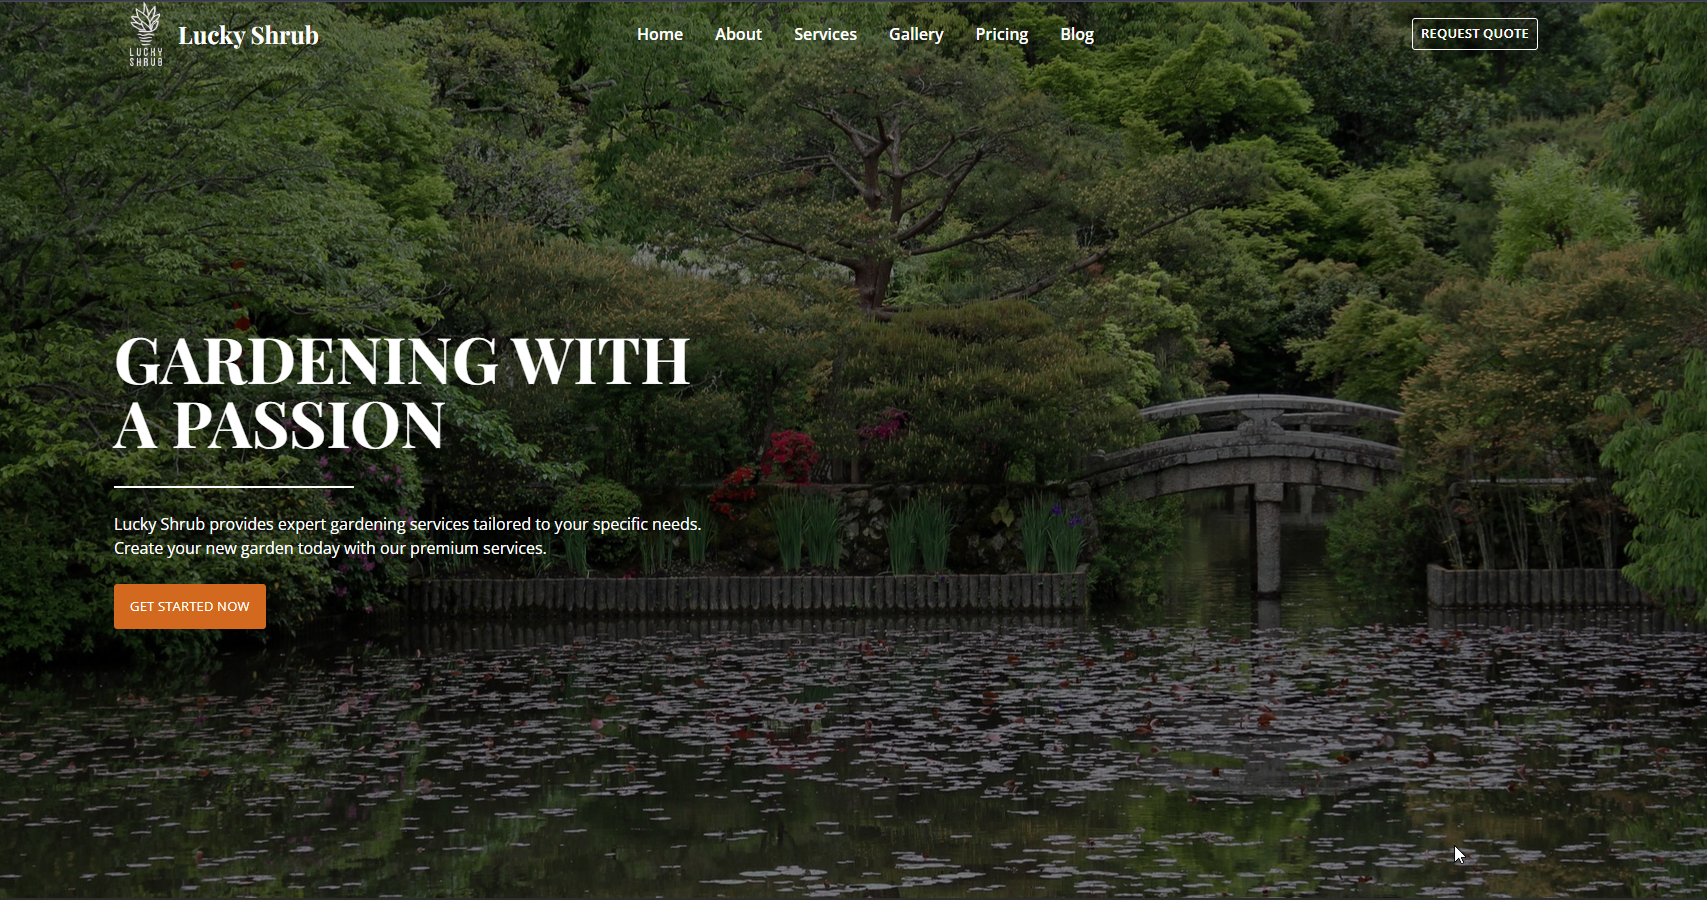 LUCKY
SHRUB
Lucky Shrub
Home About Services Gallery Pricing Blog
REQUEST QUOTE
GARDENING WITH
A PASSION
Lucky Shrub provides expert gardening services tailored to your specific needs.
Create your new garden today with our premium services.
GET STARTED NOW